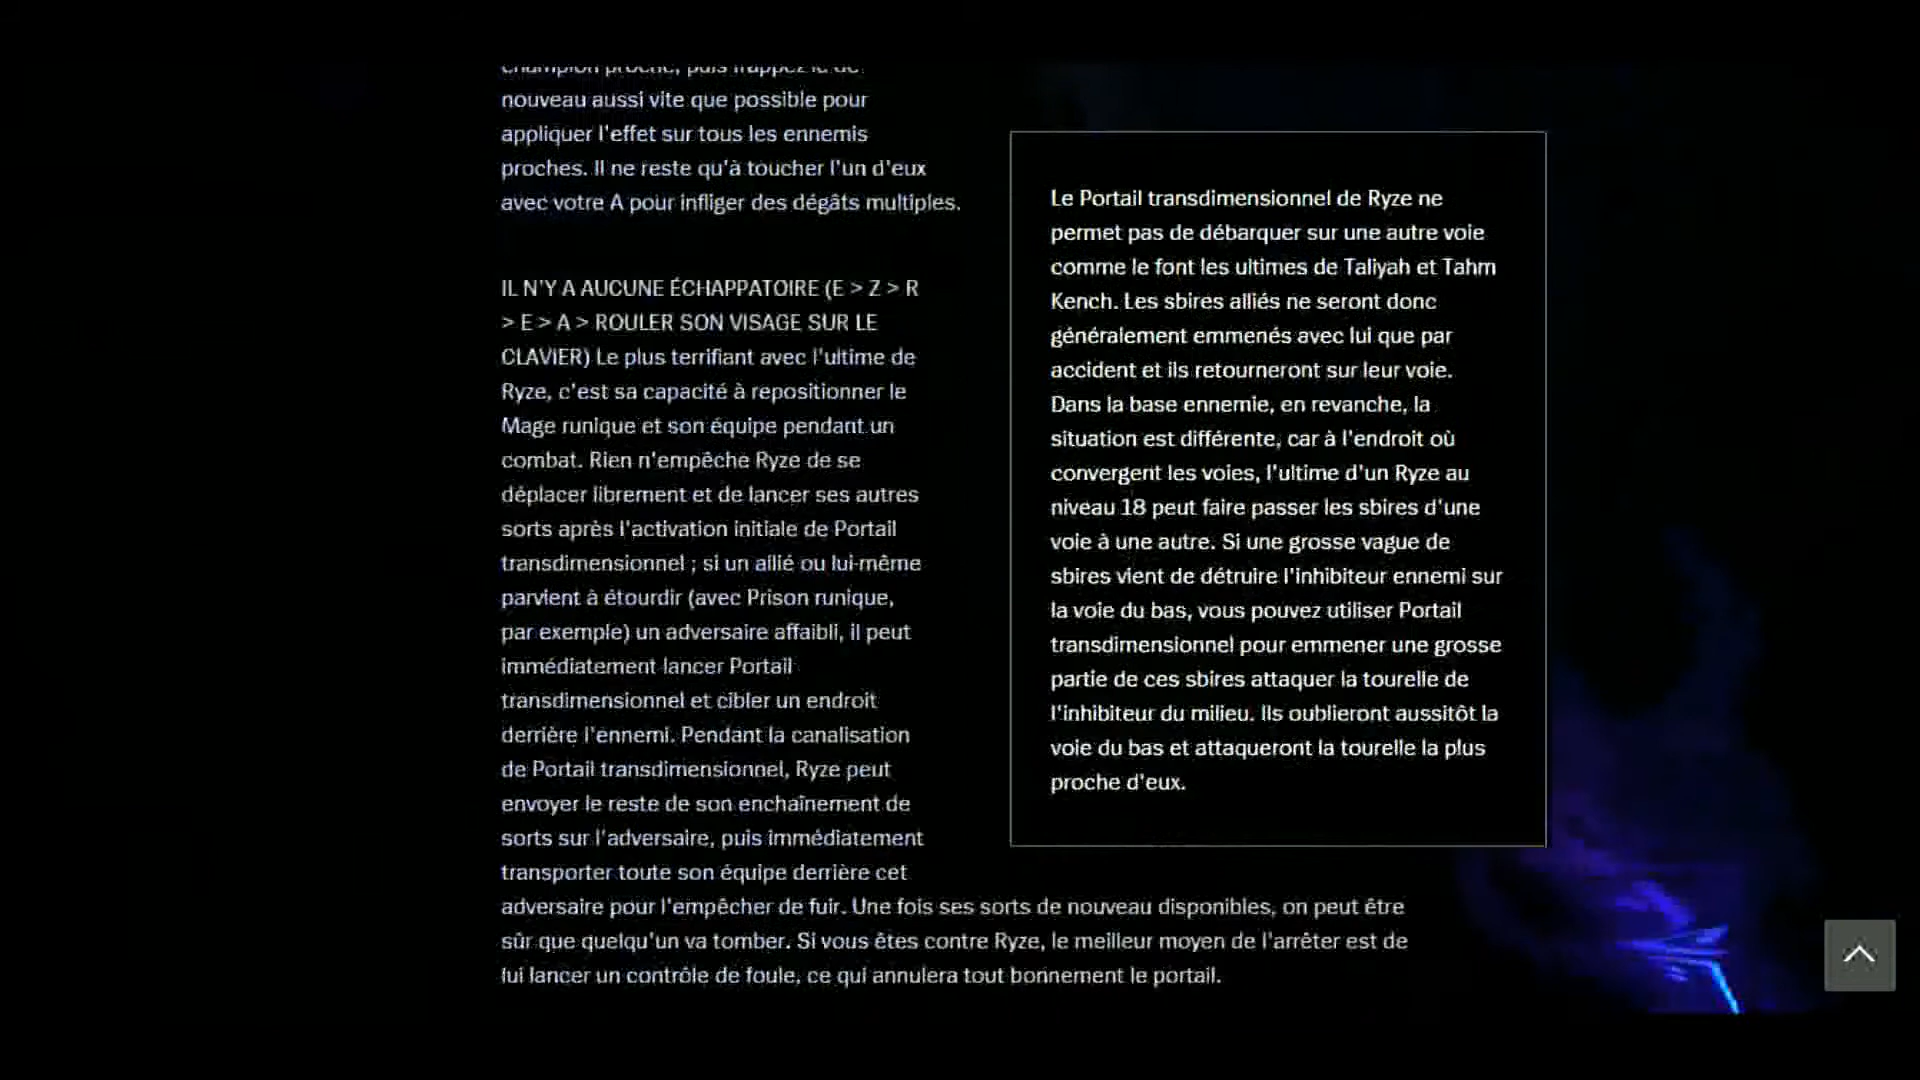 champion proche, puis frappez-le de
nouveau aussi vite que possible pour
appliquer l'effet sur tous les ennemis
proches. Il ne reste qu'à toucher l'un d'eux
avec votre A pour infliger des dégâts multiples.
IL N'Y A AUCUNE ÉCHAPPATOIRE (E > Z > R
> E > A > ROULER SON VISAGE SUR LE
CLAVIER) Le plus terrifiant avec l'ultime de
Ryze, c'est sa capacité à repositionner le
Mage runique et son équipe pendant un
combat. Rien n'empêche Ryze de se
déplacer librement et de lancer ses autres
sorts après l'activation initiale de Portail
transdimensionnel ; si un allié ou lui-même
parvient à étourdir (avec Prison runique,
par exemple) un adversaire affaibli, il peut
immédiatement lancer Portail
transdimensionnel et cibler un endroit
derrière l'ennemi. Pendant la canalisation
de Portail transdimensionnel, Ryze peut
envoyer le reste de son enchaînement de
sorts sur l'adversaire, puis immédiatement
transporter toute son équipe derrière cet
adversaire pour l'empêcher de fuir. Une fois ses sorts de nouveau disponibles, on peut être
sûr que quelqu'un va tomber. Si vous êtes contre Ryze, le meilleur moyen de l'arrêter est de
lui lancer un contrôle de foule, ce qui annulera tout bonnement le portail.
Le Portail transdimensionnel de Ryze ne
permet pas de débarquer sur une autre voie
comme le font les ultimes de Taliyah et Tahm
Kench. Les sbires alliés ne seront donc
généralement emmenés avec lui que par
accident et ils retourneront sur leur voie.
Dans la base ennemie, en revanche, la
situation est différente, car à l'endroit où
convergent les voies, l'ultime d'un Ryze au
niveau 18 peut faire passer les sbires d'une
voie à une autre. Si une grosse vague de
sbires vient de détruire l'inhibiteur ennemi sur
la voie du bas, vous pouvez utiliser Portail
transdimensionnel pour emmener une grosse
partie de ces sbires attaquer la tourelle de
l'inhibiteur du milieu. Ils oublieront aussitôt la
voie du bas et attaqueront la tourelle la plus
proche d'eux.